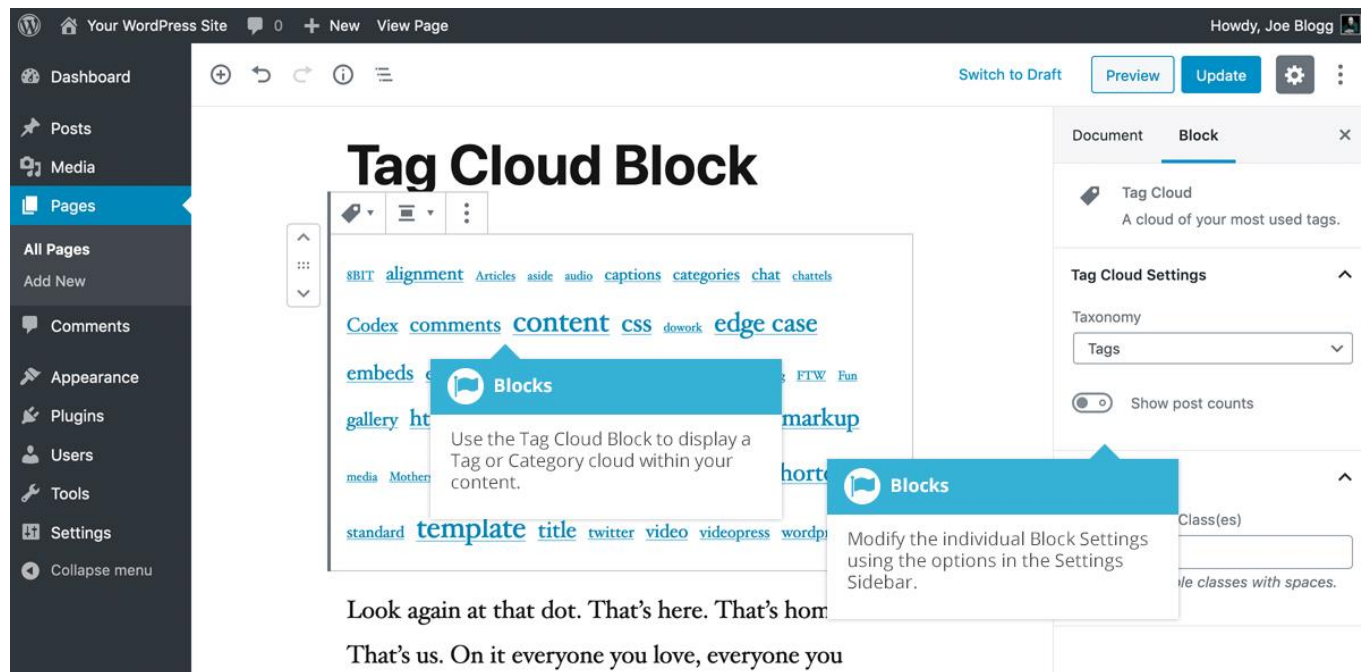 Your WordPress Site 0 + New View Page Howdy, Joe Blogg
Dashboard
Posts
Media
Pages
All Pages
Add New
Comments
Appearance
Plugins
Users
Tools
Settings
Collapse menu
Switch to Draft Preview Update
Tag Cloud Block
8BIT alignment Articles aside audio captions categories chat chattels
Codex comments content css dowork edge case
embeds FTW Fun
gallery markup
media
standard template title twitter video videopress
Blocks
Use the Tag Cloud Block to display a
Tag or Category cloud within your
content.
Look again at that dot. That's here. That's
That's us. On it everyone you love, everyone you
Document Block
Tag Cloud
A cloud of your most used tags.
Tag Cloud Settings
Taxonomy
Tags
Show post counts
Blocks
Modify the individual Block Settings
using the options in the Settings
Sidebar.
Class(es)
classes with spaces.